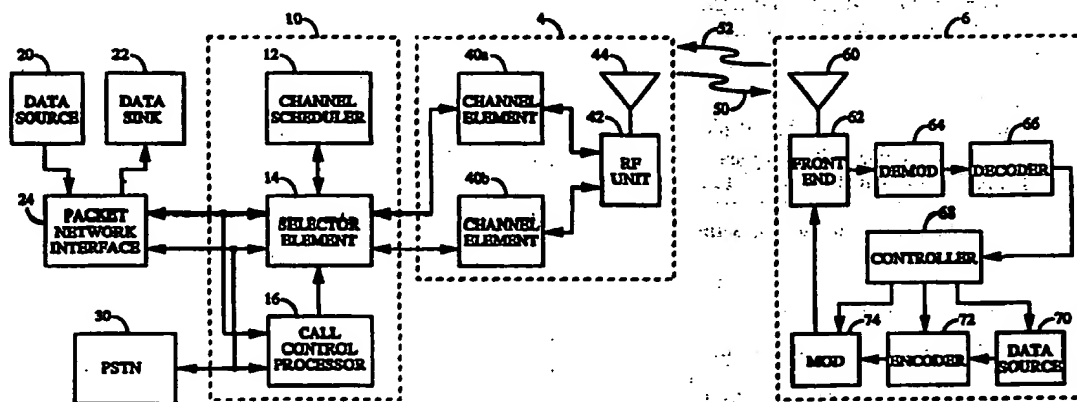 10
4
6
20
22
12
40a
44
52
60
DATA
SOURCE
DATA
SINK
CHANNEL
SCHEDULER
CHANNEL
ELEMENT
42
RF
UNIT
50
62
FRONT
END
64
DEMOD
66
DECODER
24
PACKET
NETWORK
INTERFACE
14
SELECTOR
ELEMENT
40b
CHANNEL
ELEMENT
68
CONTROLLER
30
PSTN
16
CALL
CONTROL
PROCESSOR
74
MOD
72
ENCODER
70
DATA
SOURCE